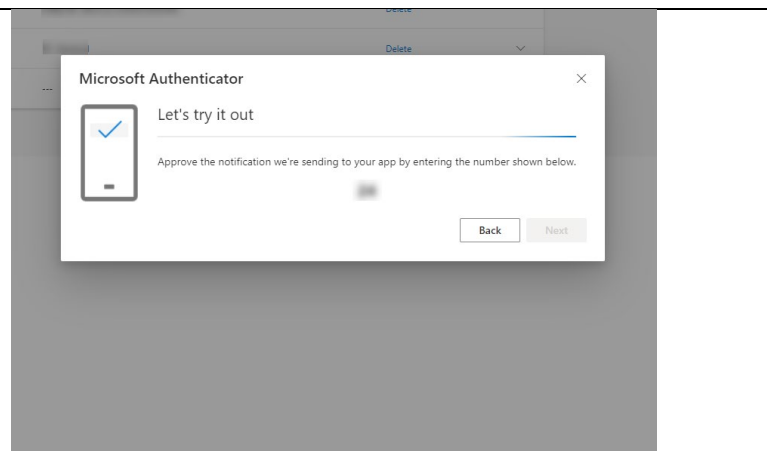 Delete
Delete
---
Microsoft Authenticator
Let's try it out
Approve the notification we're sending to your app by entering the number shown below.
Back
Next